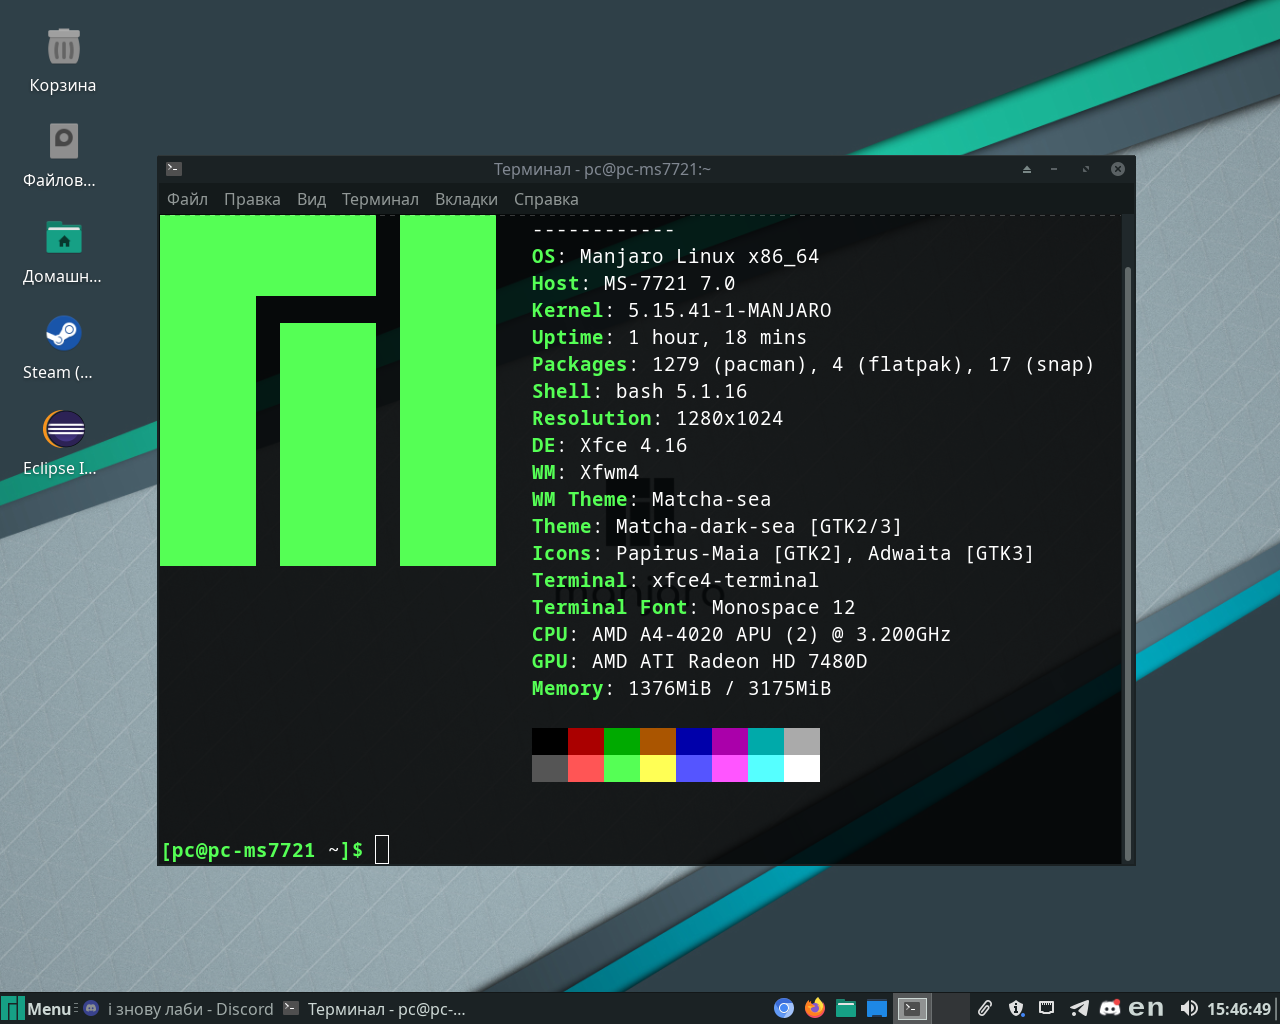 Корзина
Файлов...
Домашн...
Steam (...
Eclipse I...
Терминал - pc@pc-ms7721:~
Файл Правка Вид Терминал Вкладки Справка
------------
OS: Manjaro Linux x86_64
Host: MS-7721 7.0
Kernel: 5.15.41-1-MANJARO
Uptime: 1 hour, 18 mins
Packages: 1279 (pacman), 4 (flatpak), 17 (snap)
Shell: bash 5.1.16
Resolution: 1280x1024
DE: Xfce 4.16
WM: Xfwm4
WM Theme: Matcha-sea
Theme: Matcha-dark-sea [GTK2/3]
Icons: Papirus-Maia [GTK2], Adwaita [GTK3]
Terminal: xfce4-terminal
manjaro
Terminal Font: Monospace 12
CPU: AMD A4-4020 APU (2) @ 3.200GHz
GPU: AMD ATI Radeon HD 7480D
Memory: 1376MiB / 3175MiB
[pc@pc-ms7721 ~]$
Menu і знову лаби - Discord Терминал - pc@pc-... en 15:46:49